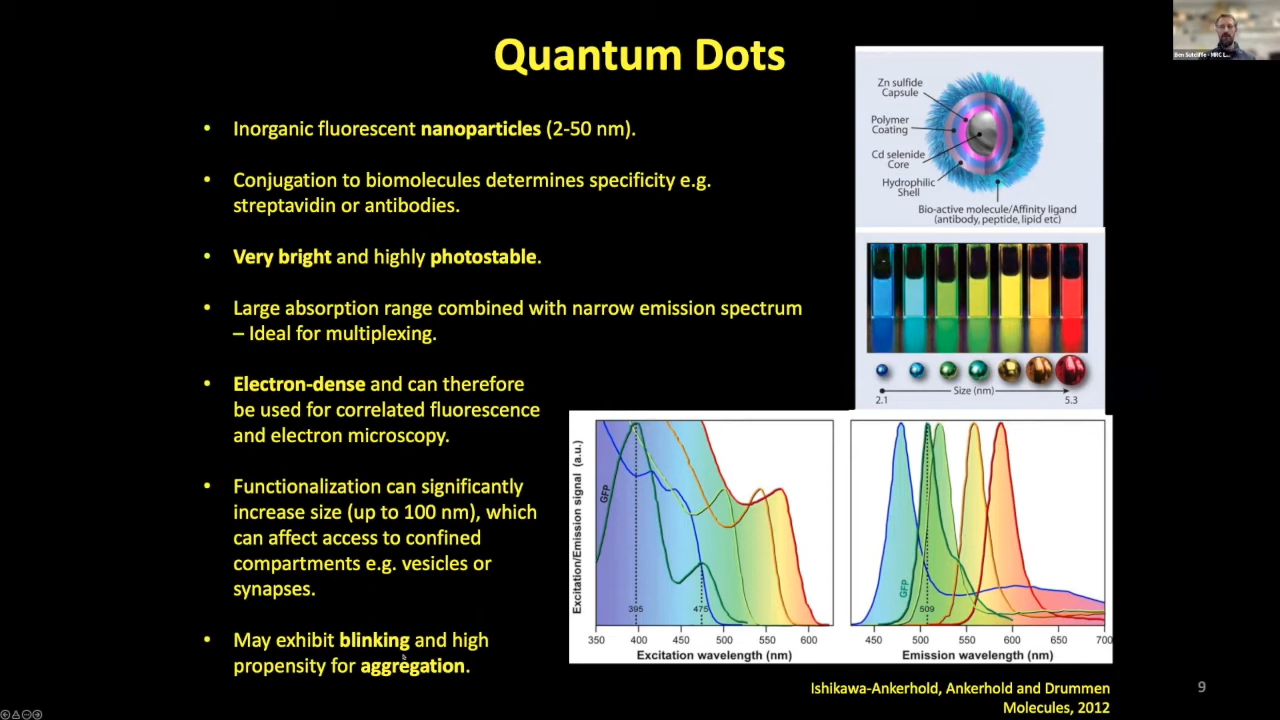 Quantum Dots
• Inorganic fluorescent nanoparticles (2-50 nm).
• Conjugation to biomolecules determines specificity e.g.
streptavidin or antibodies.
• Very bright and highly photostable.
• Large absorption range combined with narrow emission spectrum
– Ideal for multiplexing.
• Electron-dense and can therefore
be used for correlated fluorescence
and electron microscopy.
• Functionalization can significantly
increase size (up to 100 nm), which
can affect access to confined
compartments e.g. vesicles or
synapses.
• May exhibit blinking and high
propensity for aggregation.
Zn sulfide
Capsule
Polymer
Coating
Cd selenide
Core
Hydrophilic
Shell
Bio-active molecule/Affinity ligand
(antibody, peptide, lipid etc)
Size (nm)
2.1 5.3
Excitation/Emission signal (a.u.)
GFP
395 475
350 400 450 500 550 600
Excitation wavelength (nm)
GFP
509
450 500 550 600 650 700
Emission wavelength (nm)
Ishikawa-Ankerhold, Ankerhold and Drummen
Molecules, 2012
9
Ben Sutcliffe - MRC L...